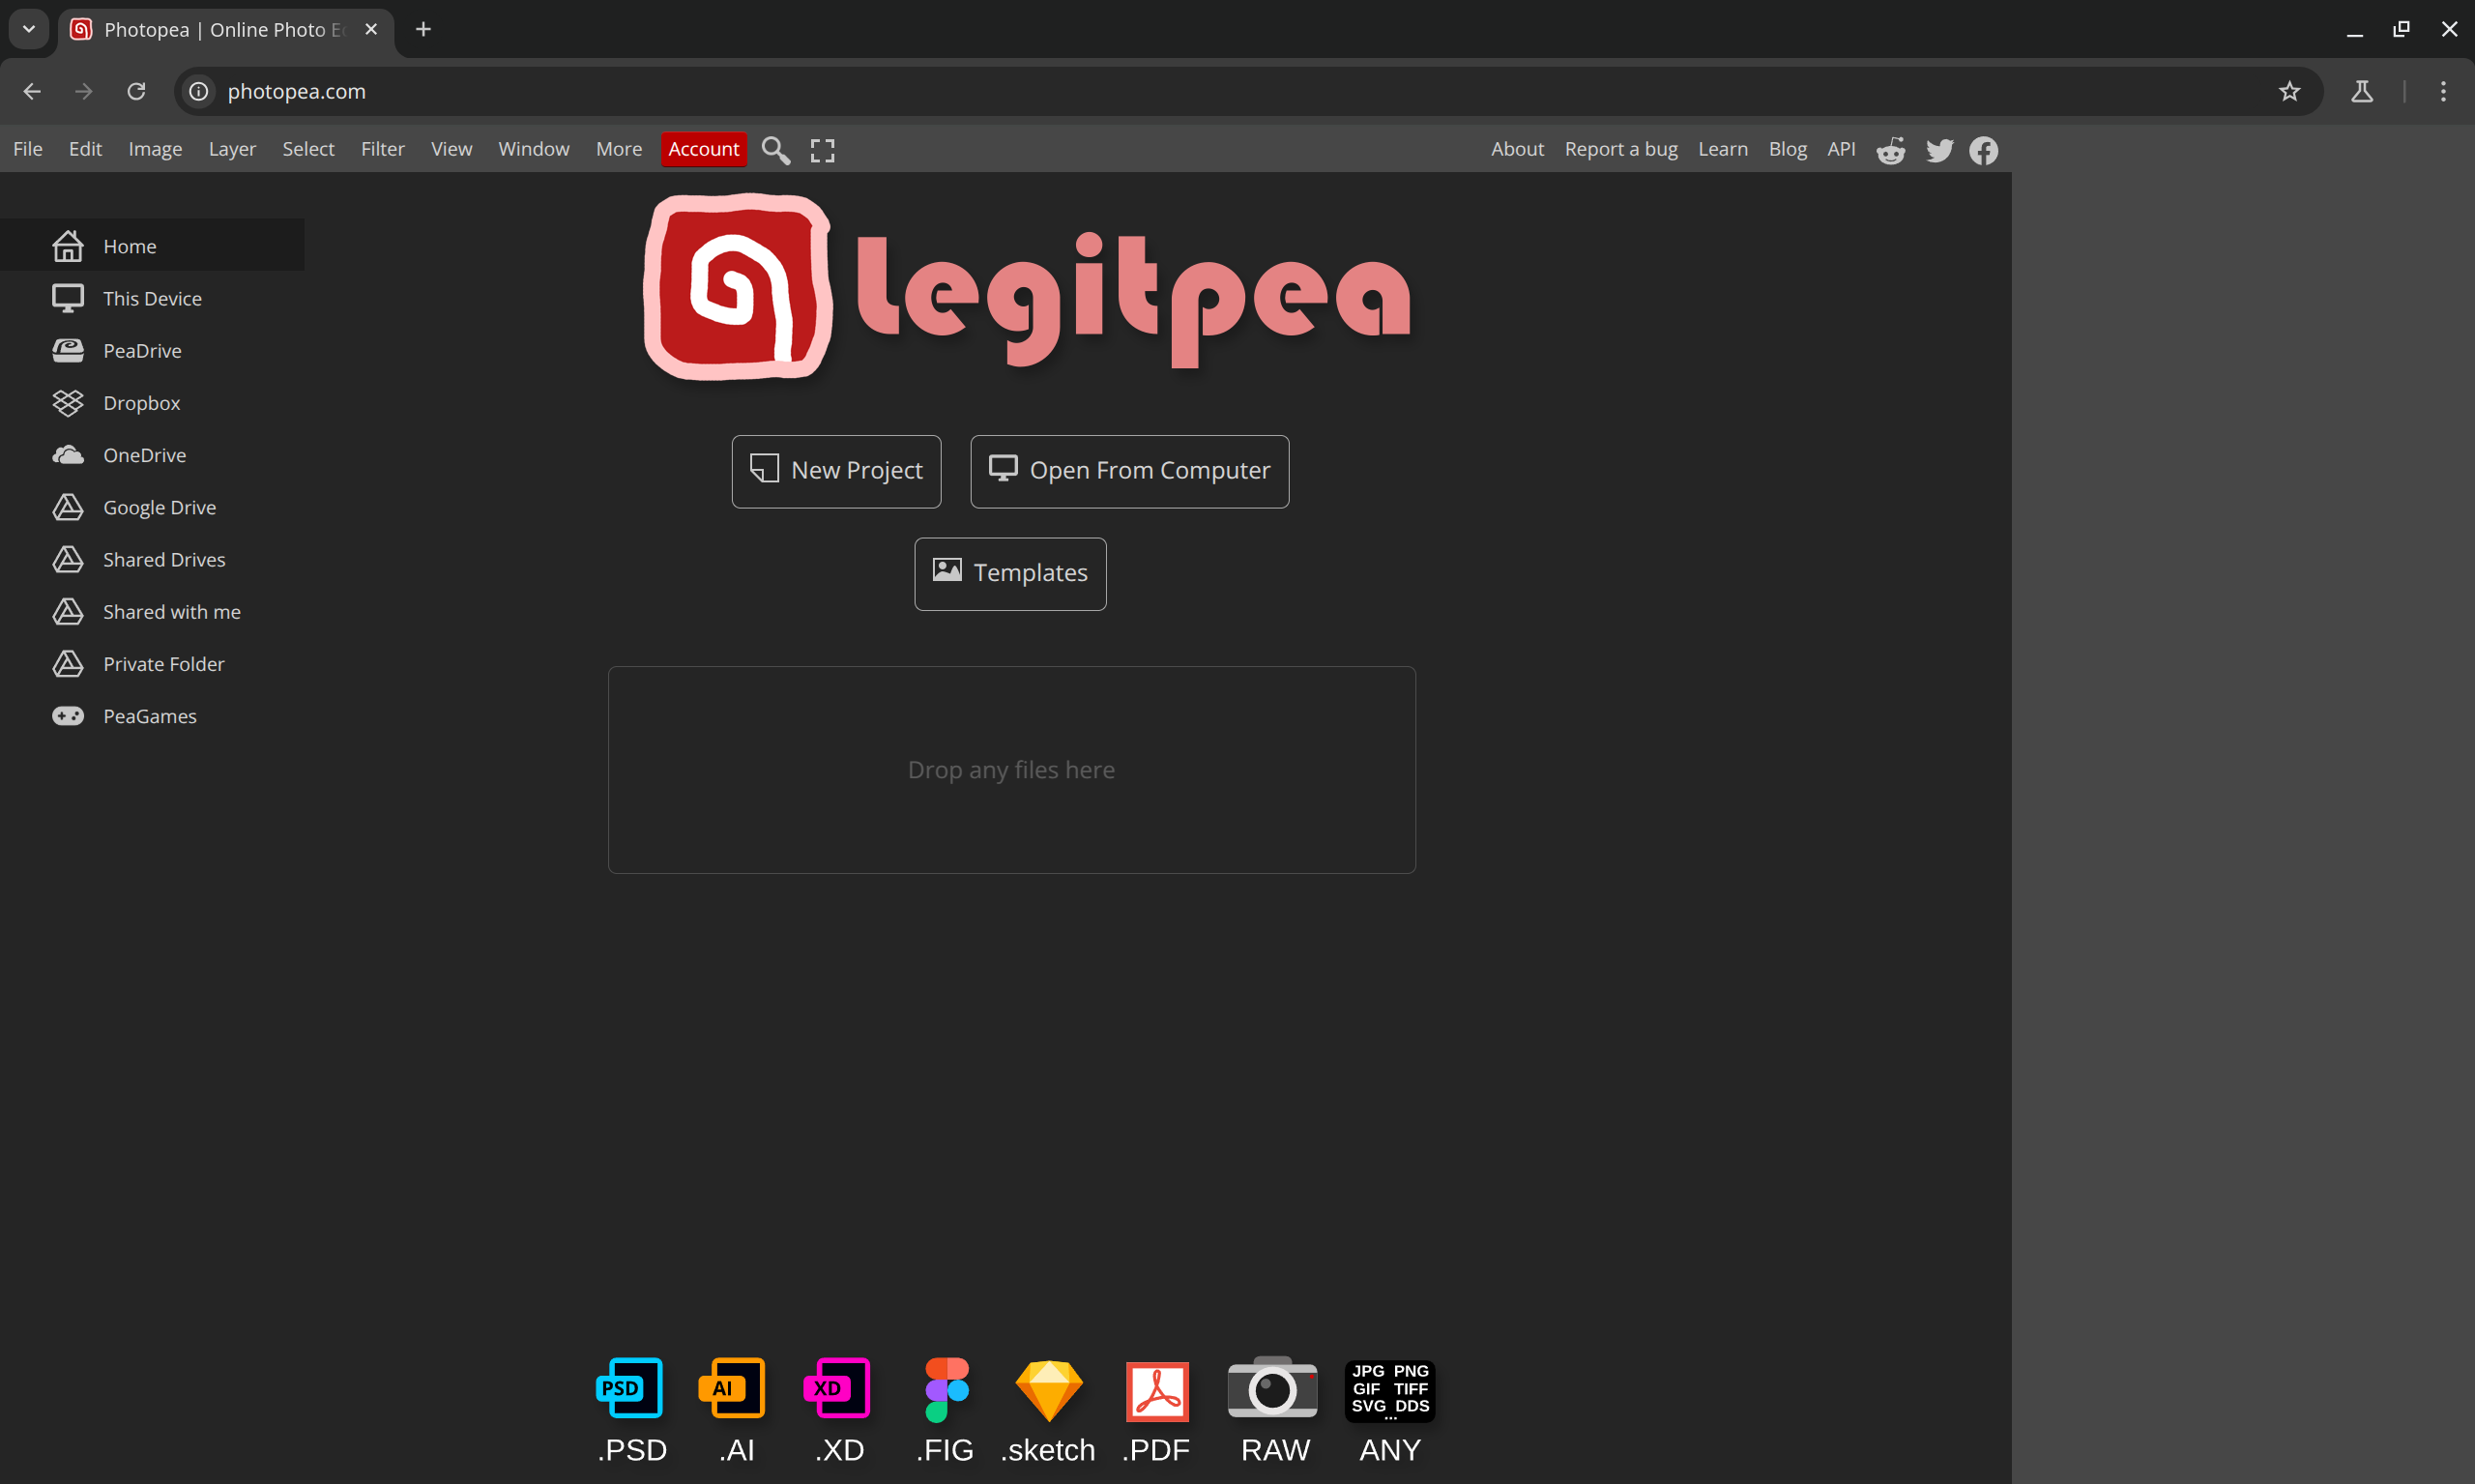 Photopea | Online Photo E
photopea.com
File Edit Image Layer Select Filter View Window More Account About Report a bug Learn Blog API
Legitpea
Home
This Device
PeaDrive
Dropbox
OneDrive
Google Drive
Shared Drives
Shared with me
Private Folder
PeaGames
New Project Open From Computer
Templates
Drop any files here
PSD AI XD JPG PNG
GIF TIFF
SVG DDS
...
.PSD .AI .XD .FIG .sketch .PDF RAW ANY